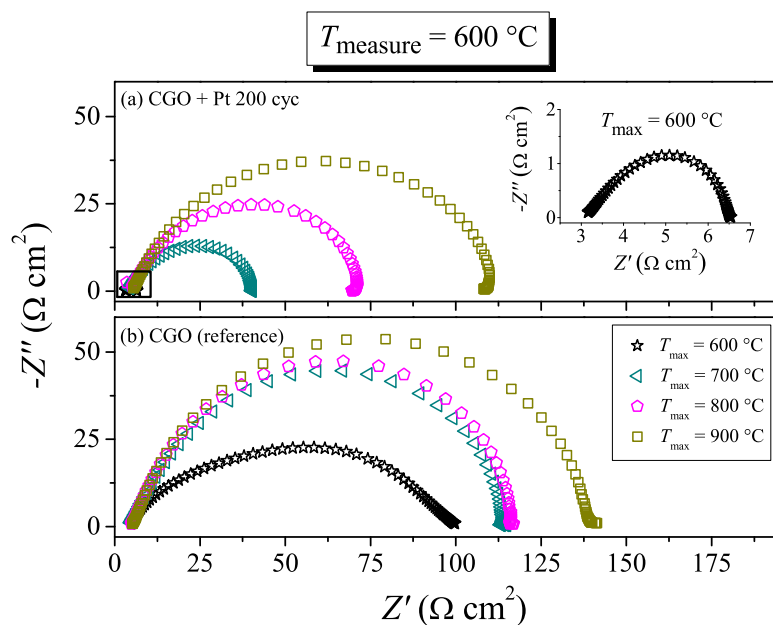 T_measure = 600 °C
(a) CGO + Pt 200 cyc
T_max = 600 °C
-Z'' (Ω cm²)
2
1
0
3 4 5 6 7
Z' (Ω cm²)
50
25
0
(b) CGO (reference)
T_max = 600 °C
T_max = 700 °C
T_max = 800 °C
T_max = 900 °C
50
25
0
-Z'' (Ω cm²)
0 25 50 75 100 125 150 175
Z' (Ω cm²)